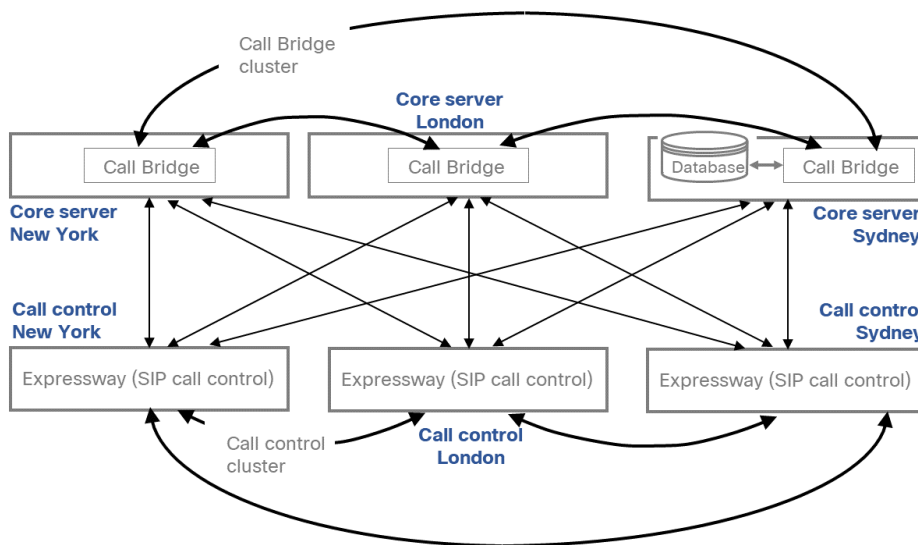 Call Bridge
cluster
Core server
London
Call Bridge
Call Bridge
Database
Call Bridge
Core server
New York
Core server
Sydney
Call control
New York
Call control
Sydney
Expressway (SIP call control)
Expressway (SIP call control)
Expressway (SIP call control)
Call control
cluster
Call control
London